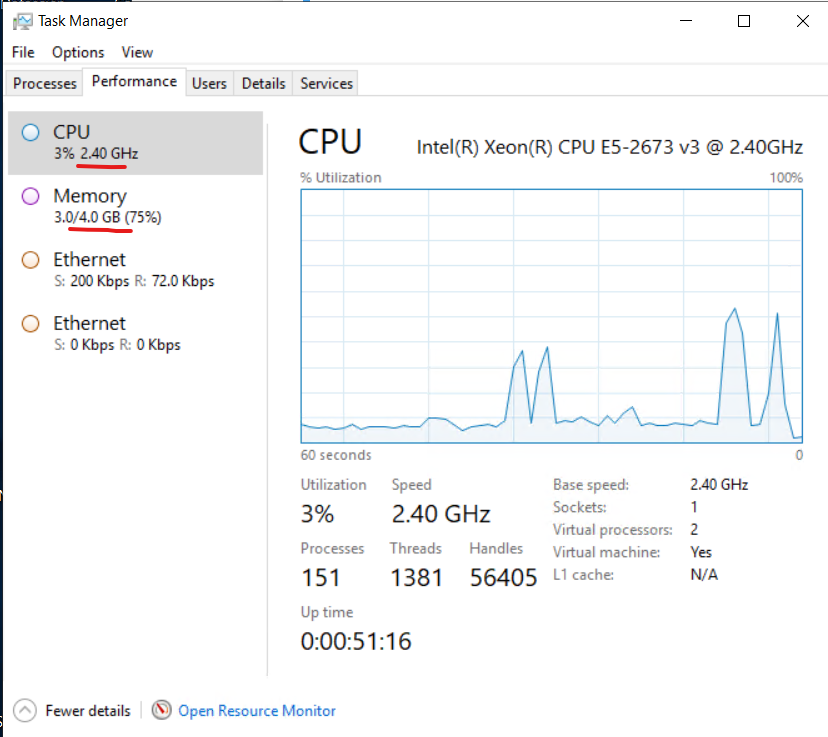 Task Manager
File Options View
Processes Performance Users Details Services
CPU
3% 2.40 GHz
Memory
3.0/4.0 GB (75%)
Ethernet
S: 200 Kbps R: 72.0 Kbps
Ethernet
S: 0 Kbps R: 0 Kbps
CPU Intel(R) Xeon(R) CPU E5-2673 v3 @ 2.40GHz
% Utilization 100%
60 seconds 0
Utilization Speed
3% 2.40 GHz
Processes Threads Handles
151 1381 56405
Up time
0:00:51:16
Base speed: 2.40 GHz
Sockets: 1
Virtual processors: 2
Virtual machine: Yes
L1 cache: N/A
Fewer details Open Resource Monitor